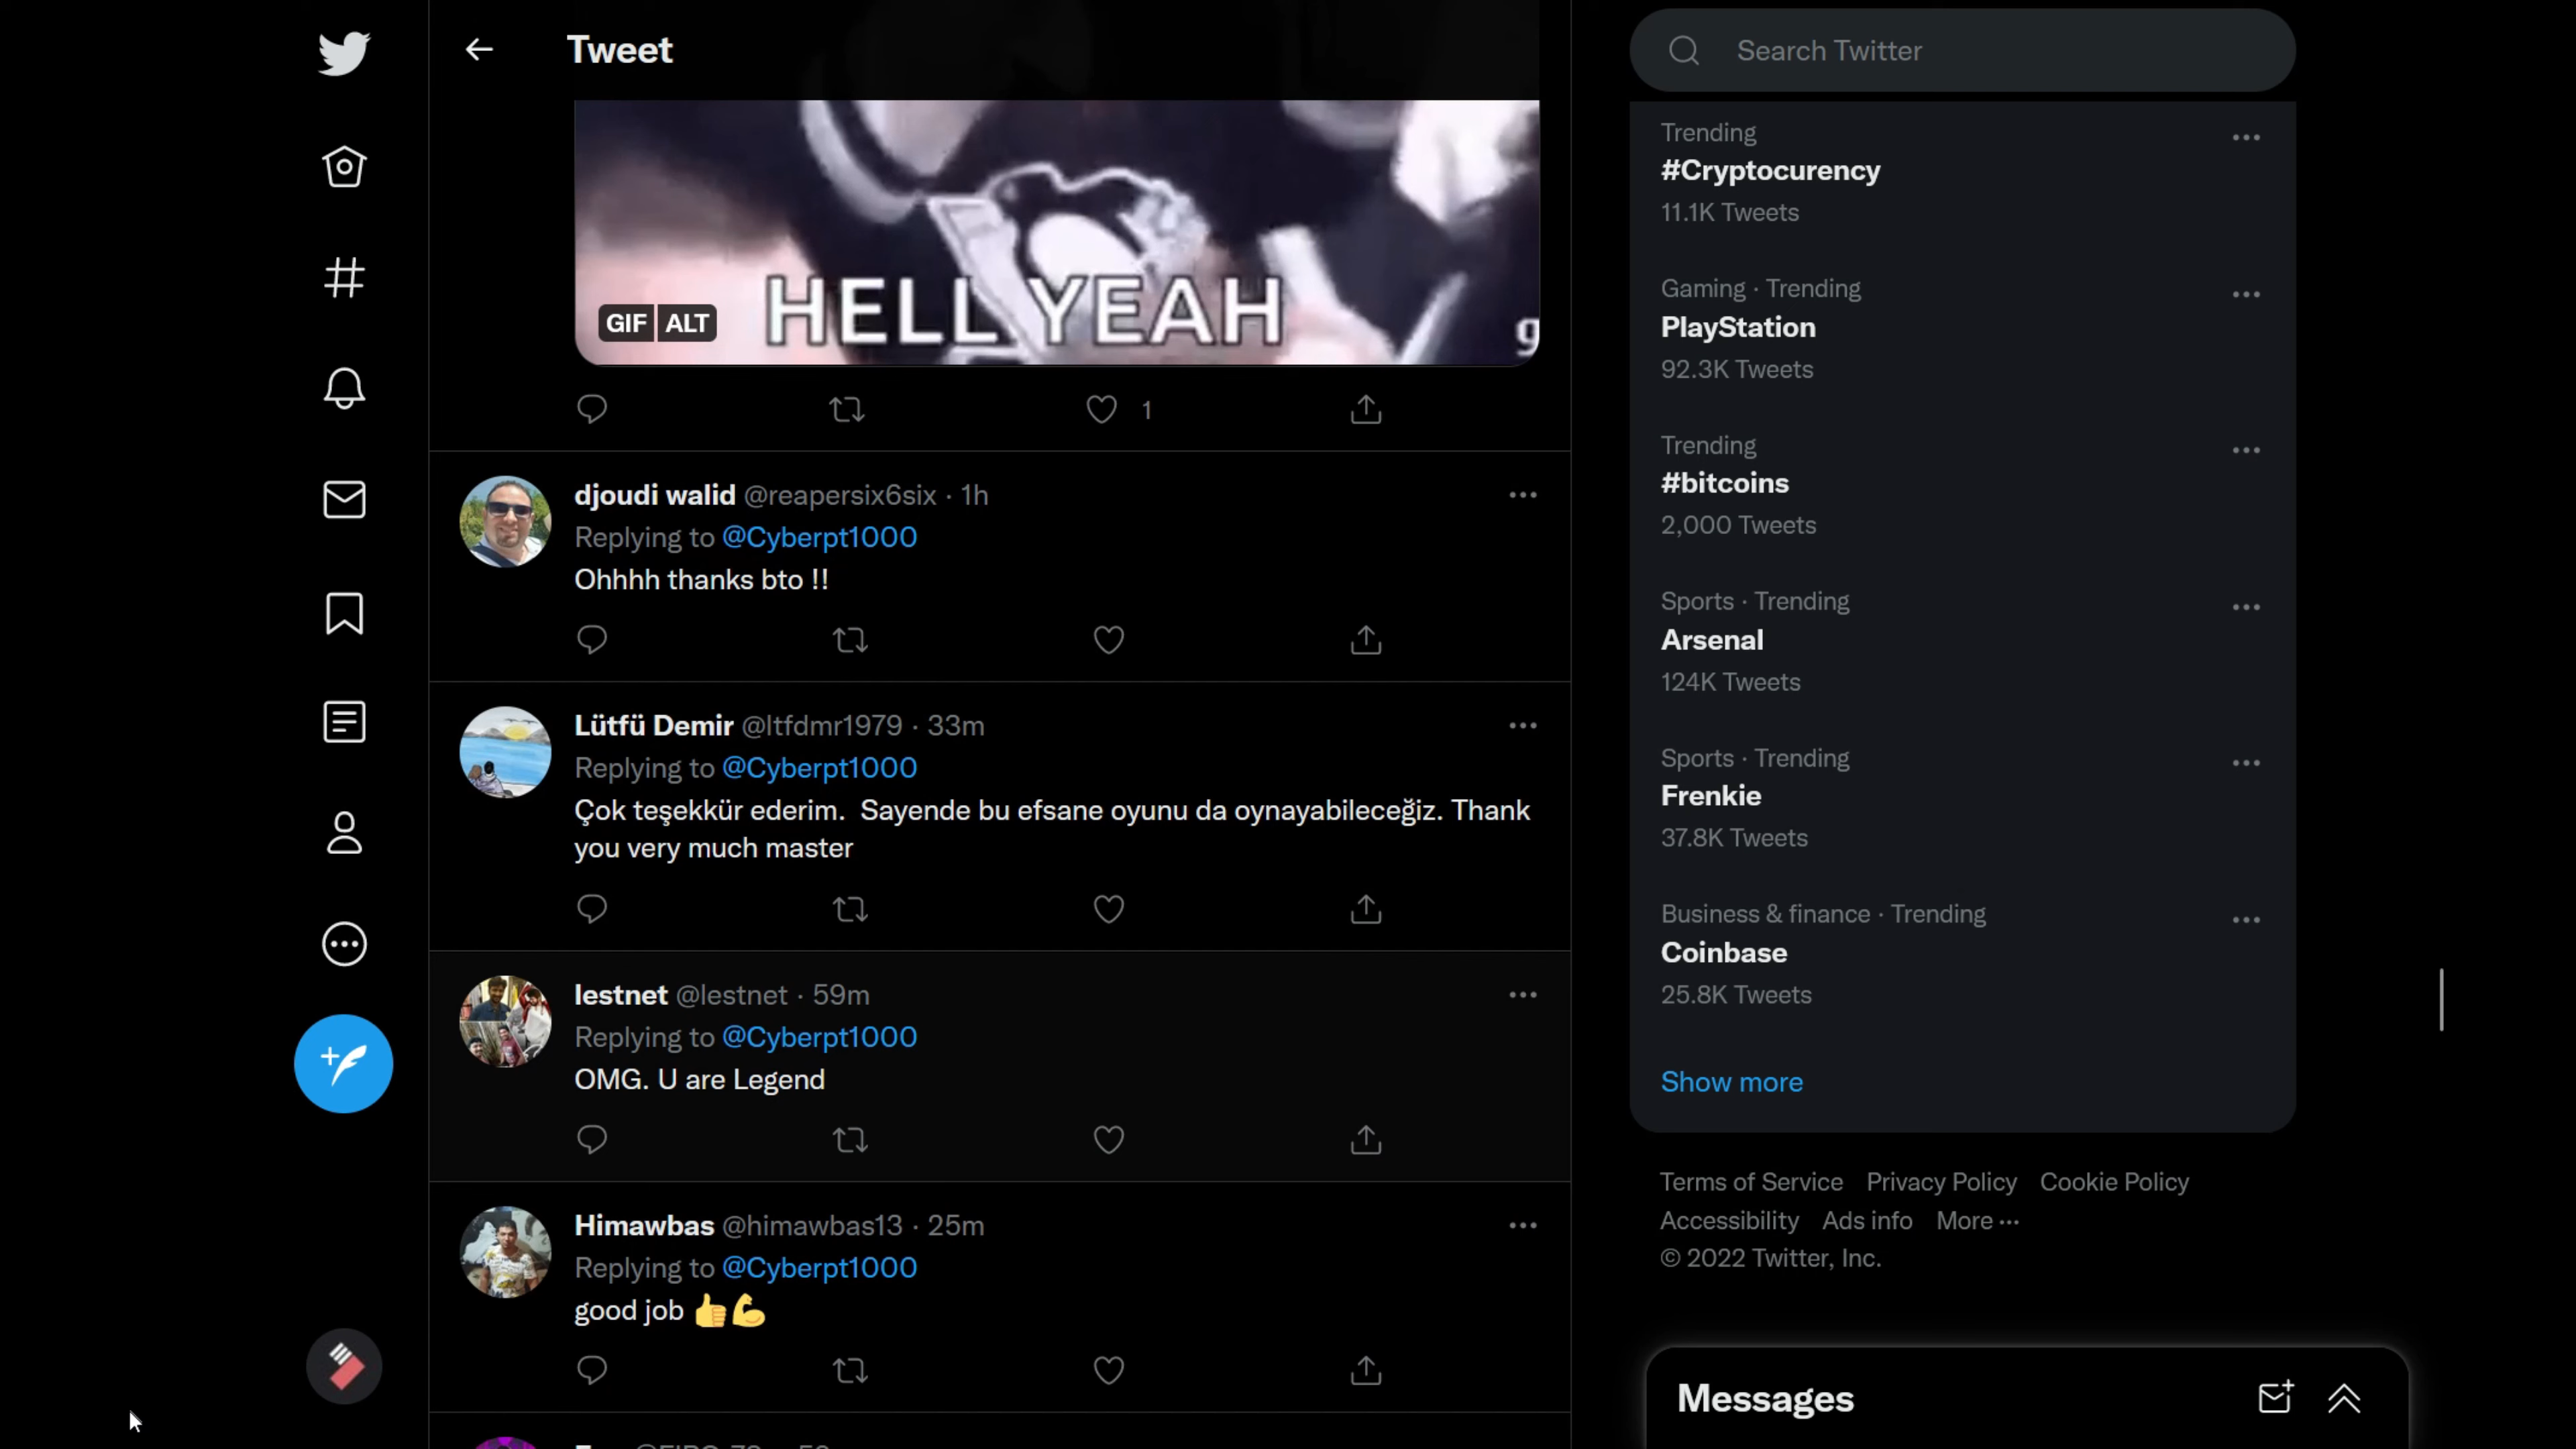 Tweet
HELL YEAH
g
GIF ALT
1
djoudi walid @reapersix6six · 1h
Replying to @Cyberpt1000
Ohhhh thanks bto !!
Lütfü Demir @ltfdmr1979 · 33m
Replying to @Cyberpt1000
Çok teşekkür ederim. Sayende bu efsane oyunu da oynayabileceğiz. Thank
you very much master
lestnet @lestnet · 59m
Replying to @Cyberpt1000
OMG. U are Legend
Himawbas @himawbas13 · 25m
Replying to @Cyberpt1000
good job 👍💪
Search Twitter
Trending
#Cryptocurency
11.1K Tweets
Gaming · Trending
PlayStation
92.3K Tweets
Trending
#bitcoins
2,000 Tweets
Sports · Trending
Arsenal
124K Tweets
Sports · Trending
Frenkie
37.8K Tweets
Business & finance · Trending
Coinbase
25.8K Tweets
Show more
Terms of Service Privacy Policy Cookie Policy
Accessibility Ads info More ···
© 2022 Twitter, Inc.
Messages